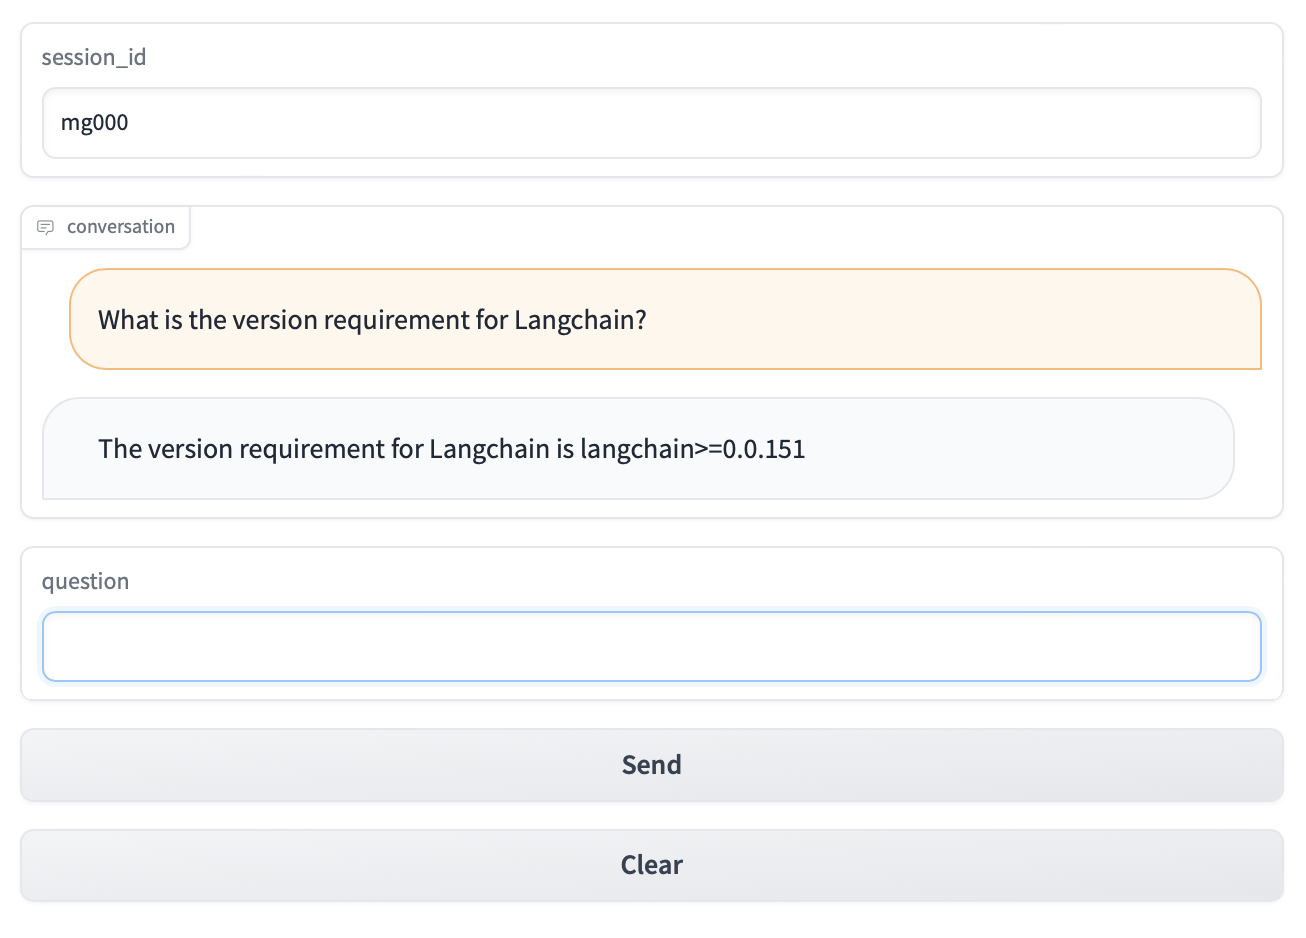 session_id
mg000
conversation
What is the version requirement for Langchain?
The version requirement for Langchain is langchain>=0.0.151
question
Send
Clear